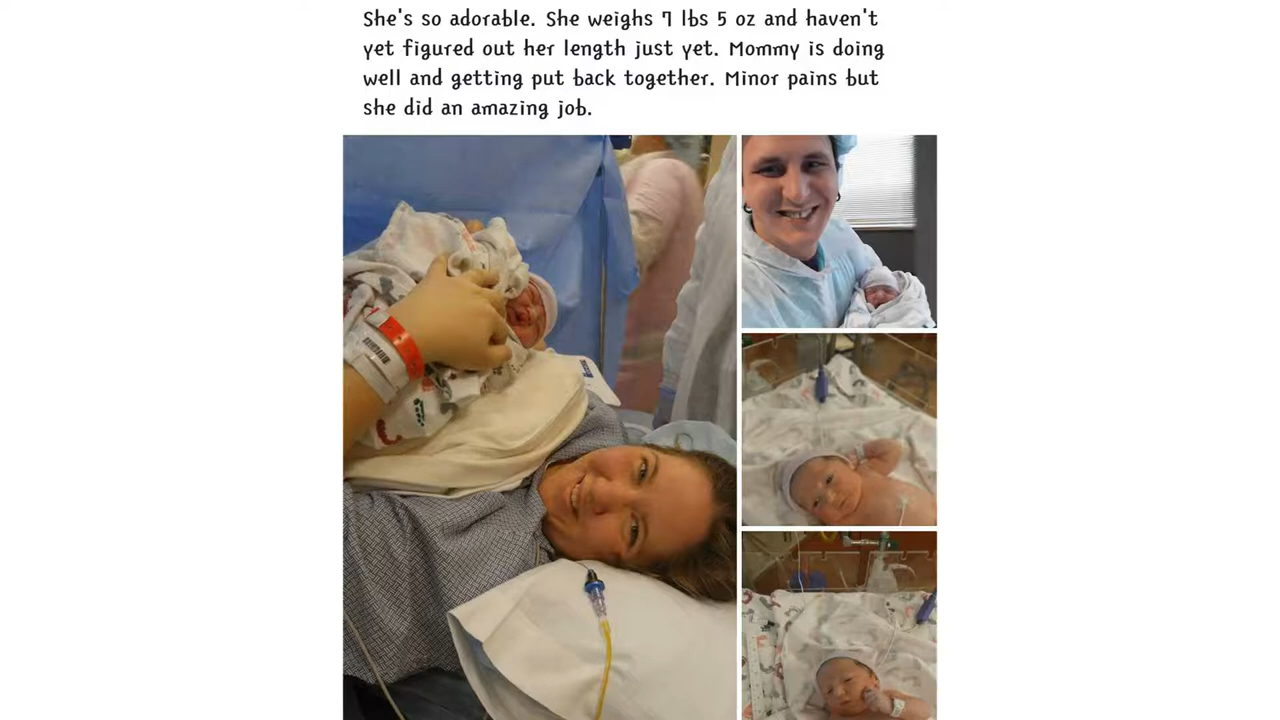 She's so adorable. She weighs 7 lbs 5 oz and haven't
yet figured out her length just yet. Mommy is doing
well and getting put back together. Minor pains but
she did an amazing job.